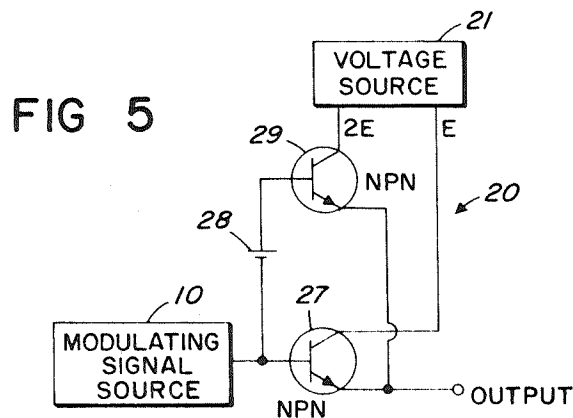 FIG 5
21
VOLTAGE
SOURCE
2E
E
29
NPN
20
28
10
27
MODULATING
SIGNAL
SOURCE
NPN
OUTPUT